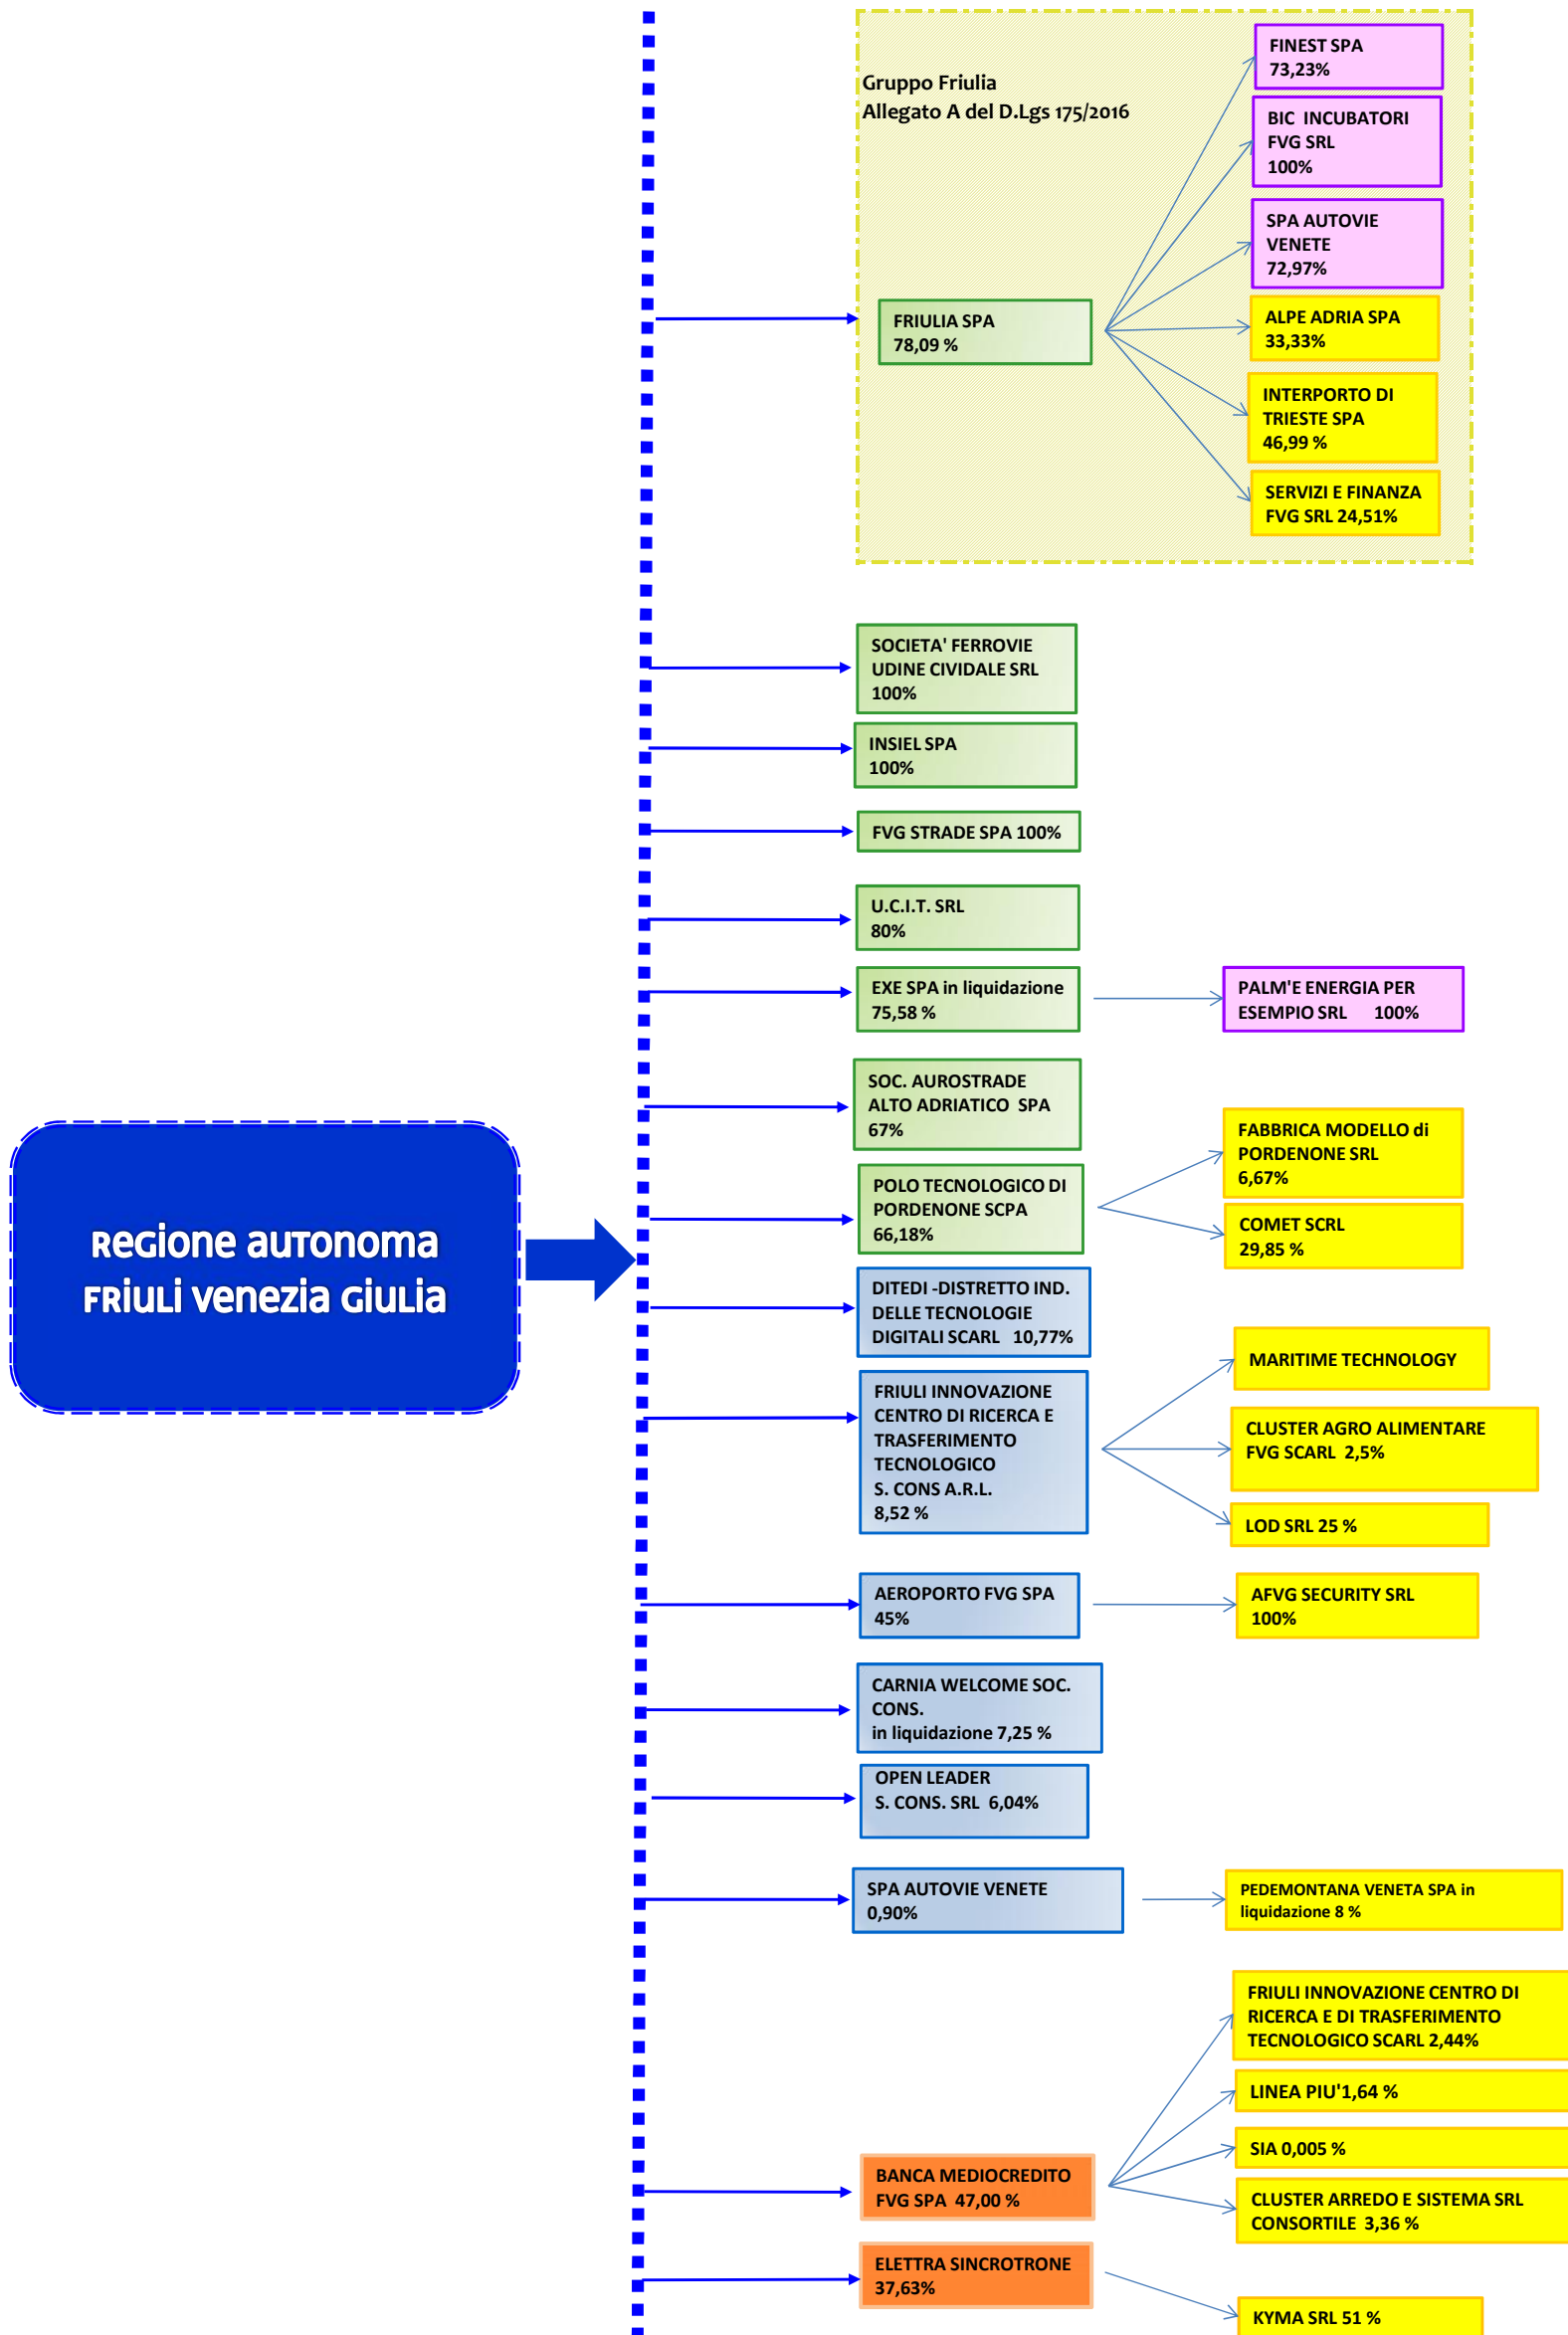 Gruppo Friulia
Allegato A del D.Lgs 175/2016
FINEST SPA
73,23%
BIC INCUBATORI
FVG SRL
100%
SPA AUTOVIE
VENETE
72,97%
FRIULIA SPA
78,09 %
ALPE ADRIA SPA
33,33%
INTERPORTO DI
TRIESTE SPA
46,99 %
SERVIZI E FINANZA
FVG SRL 24,51%
SOCIETA' FERROVIE
UDINE CIVIDALE SRL
100%
INSIEL SPA
100%
FVG STRADE SPA 100%
U.C.I.T. SRL
80%
EXE SPA in liquidazione
75,58 %
PALM'E ENERGIA PER
ESEMPIO SRL 100%
SOC. AUROSTRADE
ALTO ADRIATICO SPA
67%
POLO TECNOLOGICO DI
PORDENONE SCPA
66,18%
FABBRICA MODELLO di
PORDENONE SRL
6,67%
COMET SCRL
29,85 %
Regione autonoma
Friuli Venezia Giulia
DITEDI -DISTRETTO IND.
DELLE TECNOLOGIE
DIGITALI SCARL 10,77%
FRIULI INNOVAZIONE
CENTRO DI RICERCA E
TRASFERIMENTO
TECNOLOGICO
S. CONS A.R.L.
8,52 %
MARITIME TECHNOLOGY
CLUSTER AGRO ALIMENTARE
FVG SCARL 2,5%
LOD SRL 25 %
AEROPORTO FVG SPA
45%
AFVG SECURITY SRL
100%
CARNIA WELCOME SOC.
CONS.
in liquidazione 7,25 %
OPEN LEADER
S. CONS. SRL 6,04%
SPA AUTOVIE VENETE
0,90%
PEDEMONTANA VENETA SPA in
liquidazione 8 %
FRIULI INNOVAZIONE CENTRO DI
RICERCA E DI TRASFERIMENTO
TECNOLOGICO SCARL 2,44%
LINEA PIU'1,64 %
SIA 0,005 %
BANCA MEDIOCREDITO
FVG SPA 47,00 %
CLUSTER ARREDO E SISTEMA SRL
CONSORTILE 3,36 %
ELETTRA SINCROTRONE
37,63%
KYMA SRL 51 %